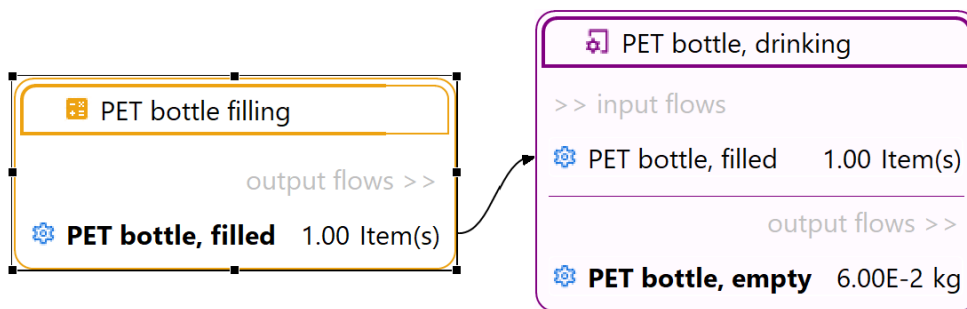 PET bottle filling
output flows >>
PET bottle, filled 1.00 Item(s)
PET bottle, drinking
>> input flows
PET bottle, filled 1.00 Item(s)
output flows >>
PET bottle, empty 6.00E-2 kg